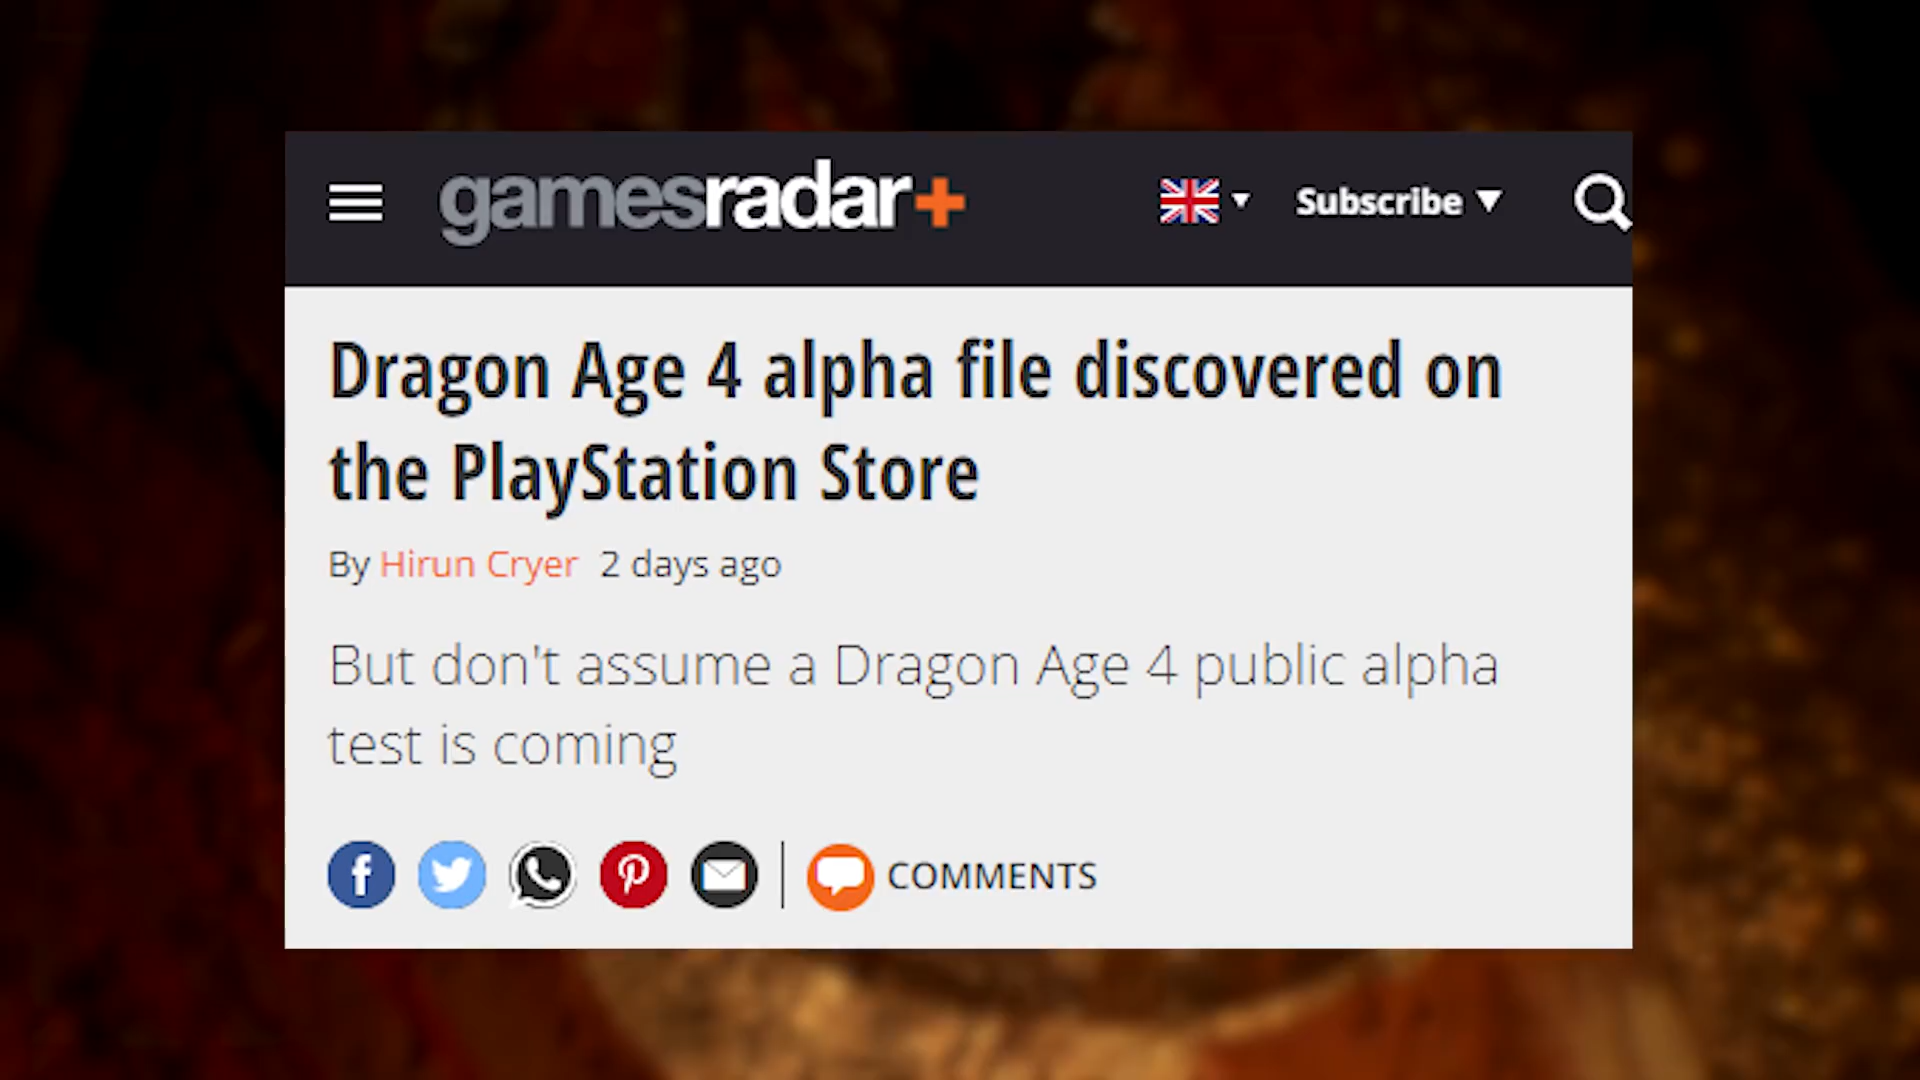 gamesradar+ Subscribe
Dragon Age 4 alpha file discovered on
the PlayStation Store
By Hirun Cryer 2 days ago
But don't assume a Dragon Age 4 public alpha
test is coming
COMMENTS